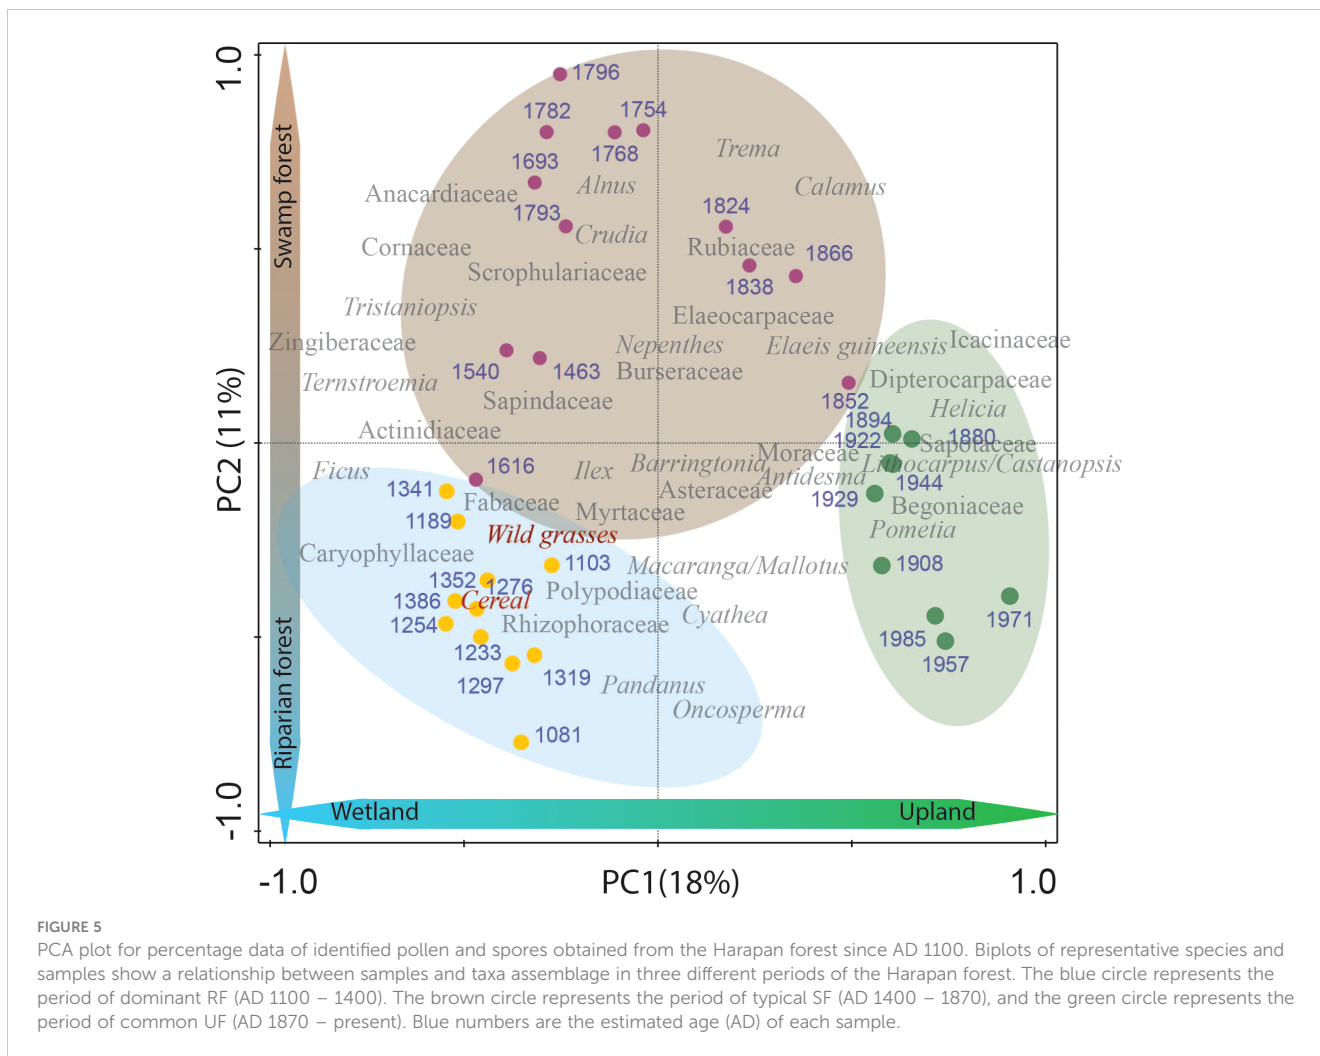 1.0
1796
1782
1754
1768
Trema
1693
Alnus
Calamus
Anacardiaceae
1793
1824
Crudia
Cornaceae
Rubiaceae
1866
Scrophulariaceae
1838
Tristaniopsis
Elaeocarpaceae
Zingiberaceae
Nepenthes
Elaeis guineensis
Icacinaceae
1540
1463
Burseraceae
Ternstroemia
Dipterocarpaceae
Sapindaceae
1852
Helicia
1894
Actinidiaceae
1922
1880
Sapotaceae
Moraceae
1616
Ficus
Ilex
Barringtonia
Lithocarpus/Castanopsis
Antidesma
1944
1341
Asteraceae
1929
Fabaceae
Begoniaceae
Myrtaceae
1189
Wild grasses
Pometia
Caryophyllaceae
1103
Macaranga/Mallotus
1908
1352
1276
Polypodiaceae
1386
Cereal
Cyathea
1971
1254
Rhizophoraceae
1985
1233
1957
1319
1297
Pandanus
Oncosperma
1081
Swamp forest
Riparian forest
PC2 (11%)
-1.0
Wetland
Upland
-1.0
PC1(18%)
1.0
FIGURE 5
PCA plot for percentage data of identified pollen and spores obtained from the Harapan forest since AD 1100. Biplots of representative species and
samples show a relationship between samples and taxa assemblage in three different periods of the Harapan forest. The blue circle represents the
period of dominant RF (AD 1100 – 1400). The brown circle represents the period of typical SF (AD 1400 – 1870), and the green circle represents the
period of common UF (AD 1870 – present). Blue numbers are the estimated age (AD) of each sample.